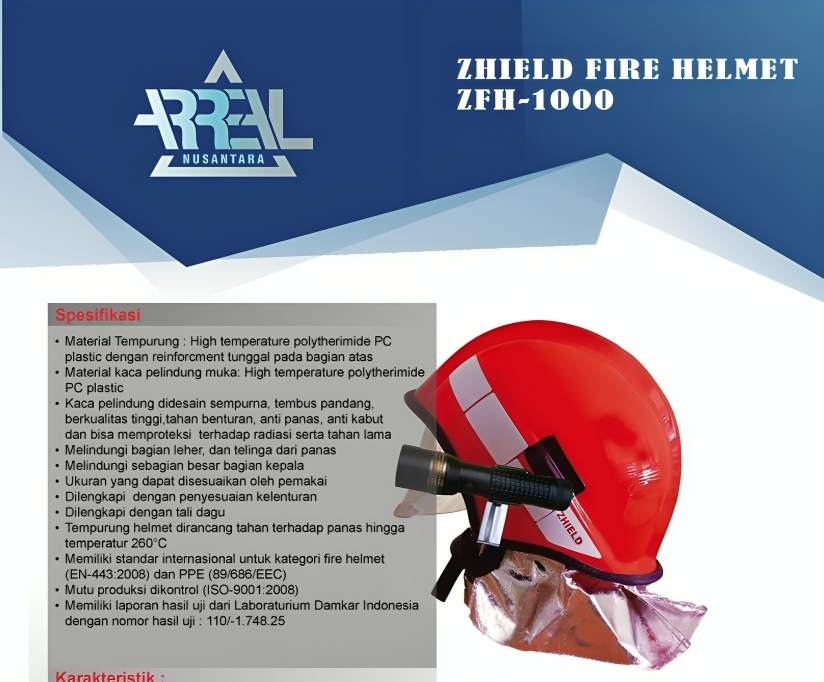 ARREAL
NUSANTARA
ZHIELD FIRE HELMET
ZFH-1000
Spesifikasi
• Material Tempurung : High temperature polytherimide PC
plastic dengan reinforcment tunggal pada bagian atas
• Material kaca pelindung muka: High temperature polytherimide
PC plastic
• Kaca pelindung didesain sempurna, tembus pandang,
berkualitas tinggi,tahan benturan, anti panas, anti kabut
dan bisa memproteksi terhadap radiasi serta tahan lama
• Melindungi bagian leher, dan telinga dari panas
• Melindungi sebagian besar bagian kepala
• Ukuran yang dapat disesuaikan oleh pemakai
• Dilengkapi dengan penyesuaian kelenturan
• Dilengkapi dengan tali dagu
• Tempurung helmet dirancang tahan terhadap panas hingga
temperatur 260°C
• Memiliki standar internasional untuk kategori fire helmet
(EN-443:2008) dan PPE (89/686/EEC)
• Mutu produksi dikontrol (ISO-9001:2008)
• Memiliki laporan hasil uji dari Laboraturium Damkar Indonesia
dengan nomor hasil uji : 110/-1.748.25
ZHIELD
Karakteristik :